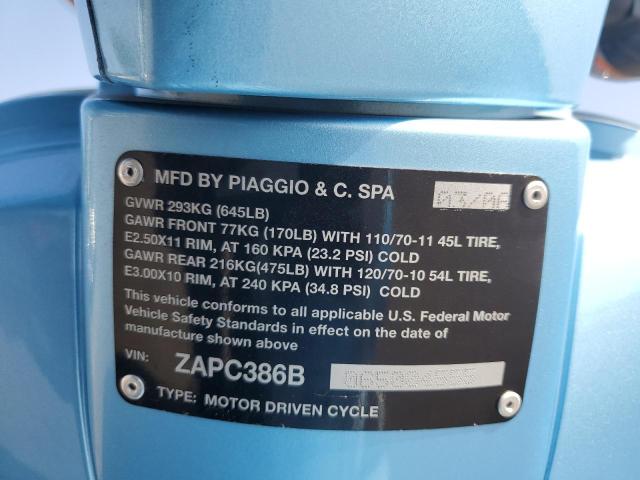 MFD BY PIAGGIO & C. SPA
GVWR 293KG (645LB)
GAWR FRONT 77KG (170LB) WITH 110/70-11 45L TIRE,
E2.50X11 RIM, AT 160 KPA (23.2 PSI) COLD
GAWR REAR 216KG(475LB) WITH 120/70-10 54L TIRE,
E3.00X10 RIM, AT 240 KPA (34.8 PSI) COLD
This vehicle conforms to all applicable U.S. Federal Motor
Vehicle Safety Standards in effect on the date of
manufacture shown above
VIN: ZAPC386B
TYPE: MOTOR DRIVEN CYCLE